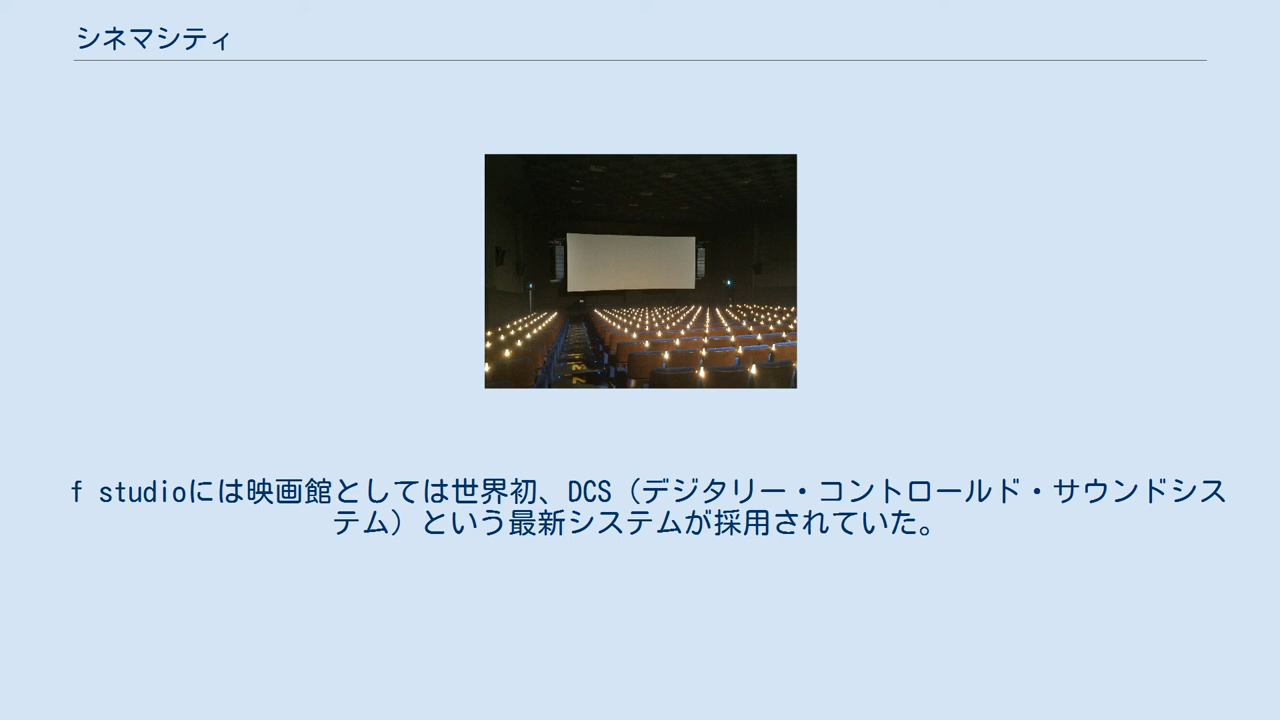 シネマシティ
f studioには映画館としては世界初、DCS（デジタリー・コントロールド・サウンドシス
テム）という最新システムが採用されていた。